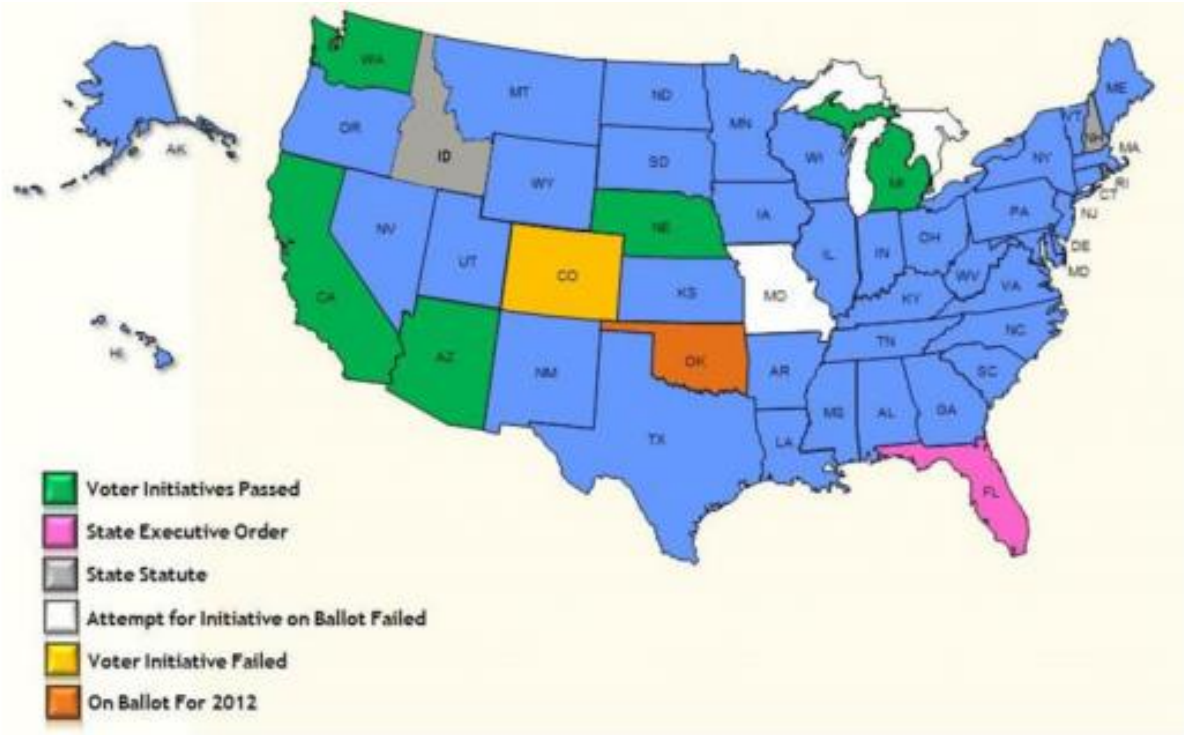 WA
MT
ND
MN
ME
VT
NH
OR
ID
SD
WI
NY
MA
WY
MI
RI
CT
IA
PA
NJ
NV
NE
OH
DE
UT
CO
IL
IN
WV
MD
CA
KS
MO
KY
VA
AZ
NM
OK
AR
TN
NC
SC
TX
LA
MS
AL
GA
FL
AK
HI
Voter Initiatives Passed
State Executive Order
State Statute
Attempt for Initiative on Ballot Failed
Voter Initiative Failed
On Ballot For 2012